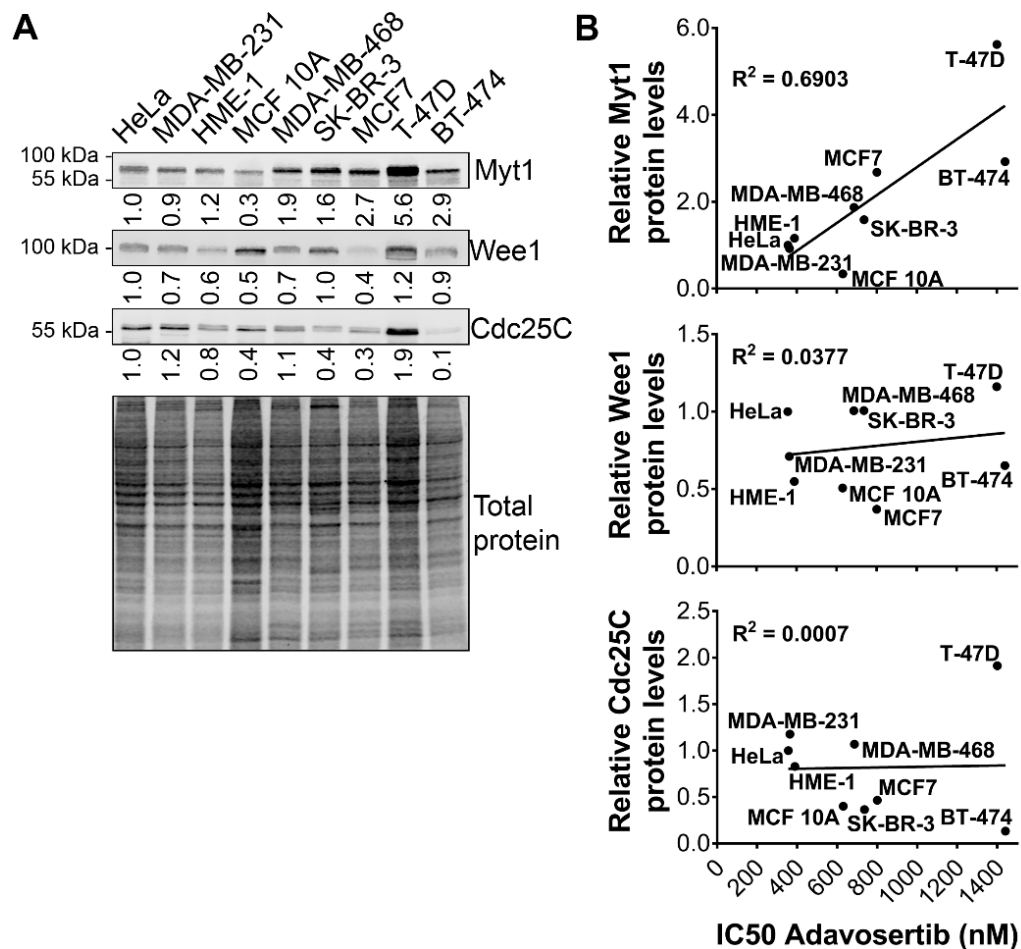 A
HeLa
MDA-MB-231
HME-1
MCF 10A
MDA-MB-468
SK-BR-3
MCF7
T-47D
BT-474
100 kDa
55 kDa
Myt1
1.0 0.9 1.2 0.3 1.9 1.6 2.7 5.6 2.9
100 kDa
Wee1
1.0 0.7 0.6 0.5 0.7 1.0 0.4 1.2 0.9
55 kDa
Cdc25C
1.0 1.2 0.8 0.4 1.1 0.4 0.3 1.9 0.1
Total
protein
B
Relative Myt1
protein levels
6.0
4.0
2.0
0.0
R² = 0.6903
T-47D
MCF7
BT-474
MDA-MB-468
SK-BR-3
HME-1
HeLa
MDA-MB-231
MCF 10A
Relative Wee1
protein levels
1.5
1.0
0.5
0.0
R² = 0.0377
T-47D
MDA-MB-468
HeLa
SK-BR-3
MDA-MB-231
BT-474
HME-1
MCF 10A
MCF7
Relative Cdc25C
protein levels
2.5
2.0
1.5
1.0
0.5
0.0
R² = 0.0007
T-47D
MDA-MB-231
HeLa
MDA-MB-468
HME-1
MCF7
MCF 10A
SK-BR-3
BT-474
0 200 400 600 800 1000 1200 1400
IC50 Adavosertib (nM)